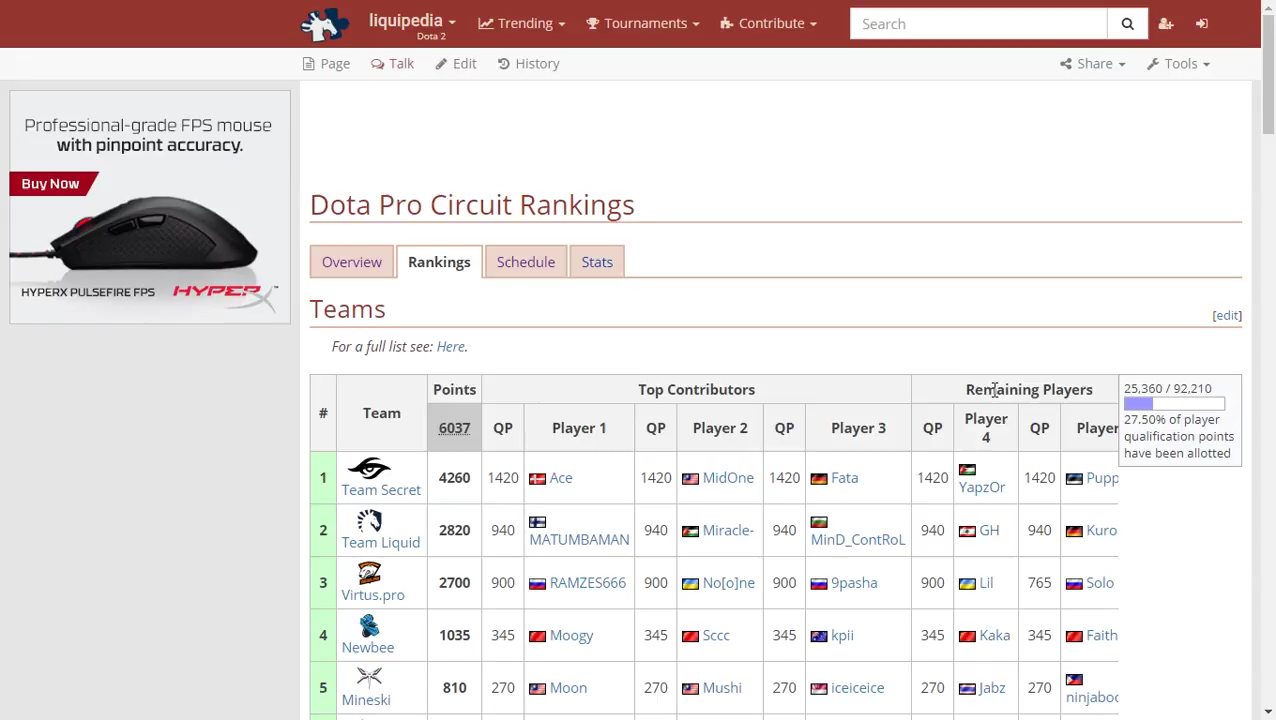 liquipedia
Dota 2
Trending
Tournaments
Contribute
Search
Page
Talk
Edit
History
Share
Tools
Professional-grade FPS mouse
with pinpoint accuracy.
Buy Now
HYPERX PULSEFIRE FPS
HYPERX™
Dota Pro Circuit Rankings
Overview
Rankings
Schedule
Stats
Teams
[edit]
For a full list see: Here.
# Team Points Top Contributors Remaining Players
6037 QP Player 1 QP Player 2 QP Player 3 QP Player 4 QP Player
25,360 / 92,210
27.50% of player
qualification points
have been allotted
1 Team Secret 4260 1420 Ace 1420 MidOne 1420 Fata 1420 YapzOr 1420 Pupp
2 Team Liquid 2820 940 MATUMBAMAN 940 Miracle- 940 MinD_ContRoL 940 GH 940 Kuro
3 Virtus.pro 2700 900 RAMZES666 900 No[o]ne 900 9pasha 900 Lil 765 Solo
4 Newbee 1035 345 Moogy 345 Sccc 345 kpii 345 Kaka 345 Faith
5 Mineski 810 270 Moon 270 Mushi 270 iceiceice 270 Jabz 270 ninjaboo